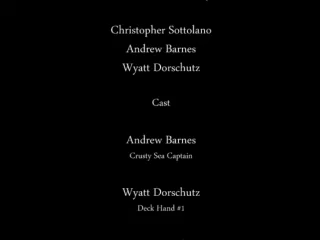 Christopher Sottolano
Andrew Barnes
Wyatt Dorschutz
Cast
Andrew Barnes
Crusty Sea Captain
Wyatt Dorschutz
Deck Hand #1